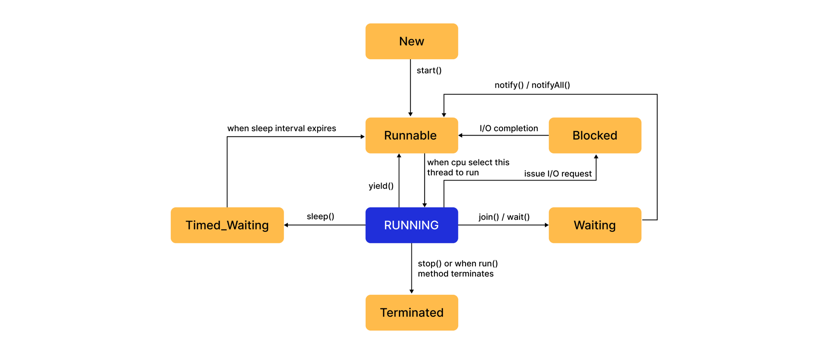 New
start()
notify() / notifyAll()
when sleep interval expires
Runnable
I/O completion
Blocked
when cpu select this
thread to run
issue I/O request
yield()
Timed_Waiting
sleep()
RUNNING
join() / wait()
Waiting
stop() or when run()
method terminates
Terminated